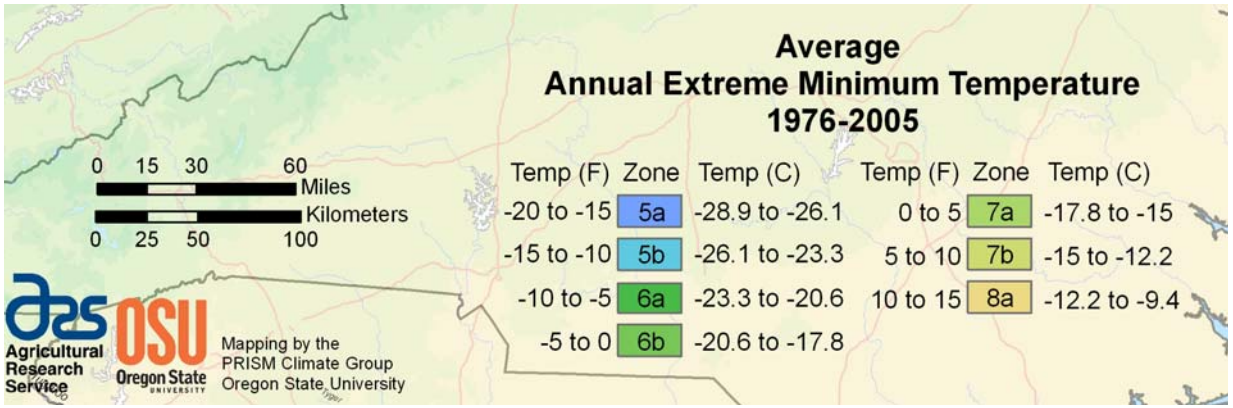 Average
Annual Extreme Minimum Temperature
1976-2005
0 15 30 60
Miles
Kilometers
0 25 50 100
Temp (F) Zone Temp (C) Temp (F) Zone Temp (C)
-20 to -15 5a -28.9 to -26.1 0 to 5 7a -17.8 to -15
-15 to -10 5b -26.1 to -23.3 5 to 10 7b -15 to -12.2
-10 to -5 6a -23.3 to -20.6 10 to 15 8a -12.2 to -9.4
-5 to 0 6b -20.6 to -17.8
ars
Agricultural
Research
Service
OSU
Oregon State
UNIVERSITY
Mapping by the
PRISM Climate Group
Oregon State University